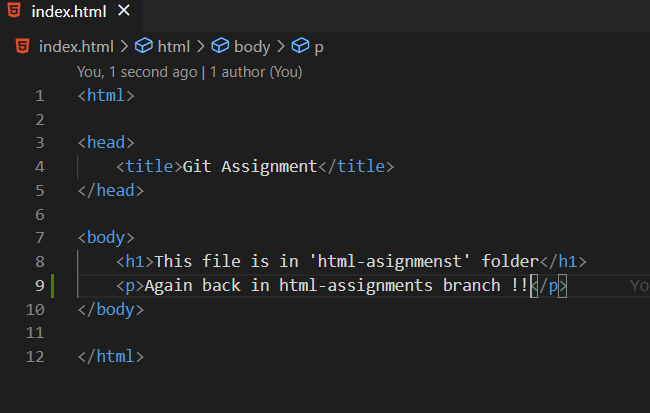 index.html ×
index.html > html > body > p
You, 1 second ago | 1 author (You)
1 <html>
2
3 <head>
4 <title>Git Assignment</title>
5 </head>
6
7 <body>
8 <h1>This file is in 'html-asignmenst' folder</h1>
9 <p>Again back in html-assignments branch !!</p> Yo
10 </body>
11
12 </html>